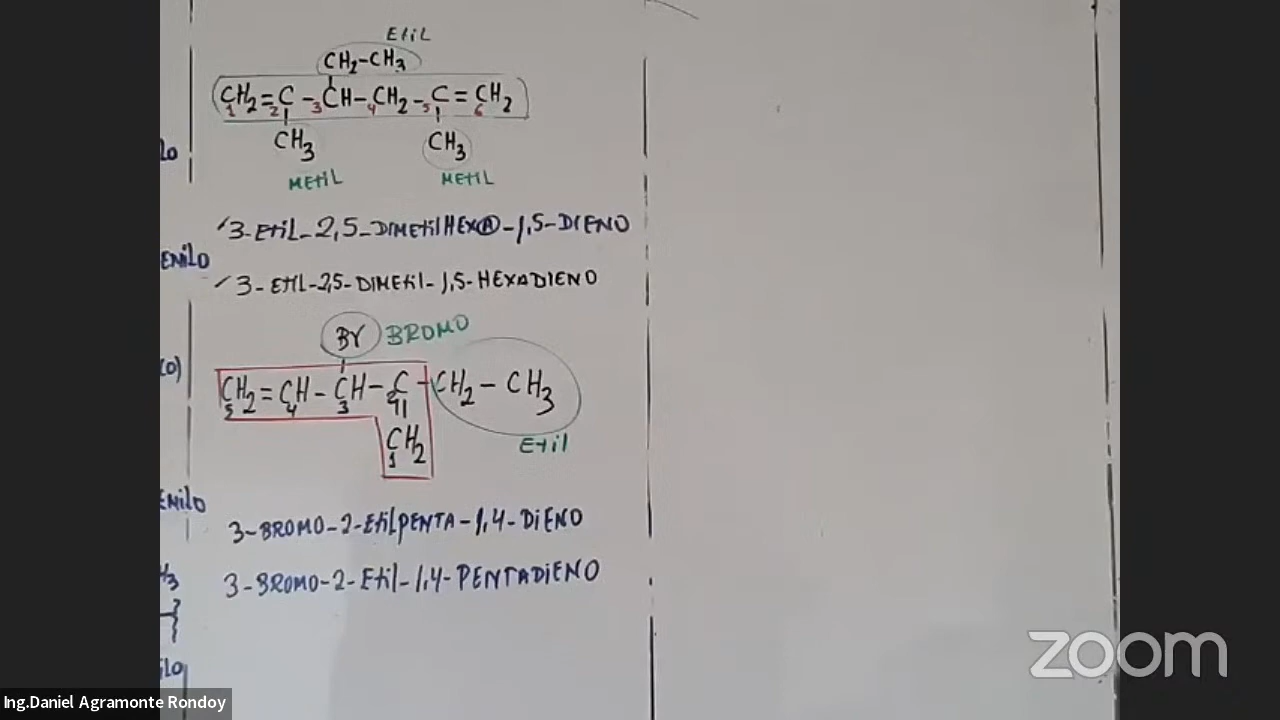 EtiL
CH2-CH3
CH2=C-CH-CH2-C=CH2
1 2 3 4 5 6
CH3 CH3
METIL METIL
3-EtiL-2,5-DIMEtiLHEXA-1,5-DIENO
ENILO
3-EtIL-2,5-DIMEtiL-1,5-HEXADIENO
Br BROMO
O)
CH2=CH-CH-C-CH2-CH3
5 4 3 2
CH2
1
Etil
ENilo
3-BROMO-2-EtiLPENTA-1,4-DiENO
3-BROMO-2-Etil-1,4-PENTADiENO
ilo
zoom
Ing.Daniel Agramonte Rondoy